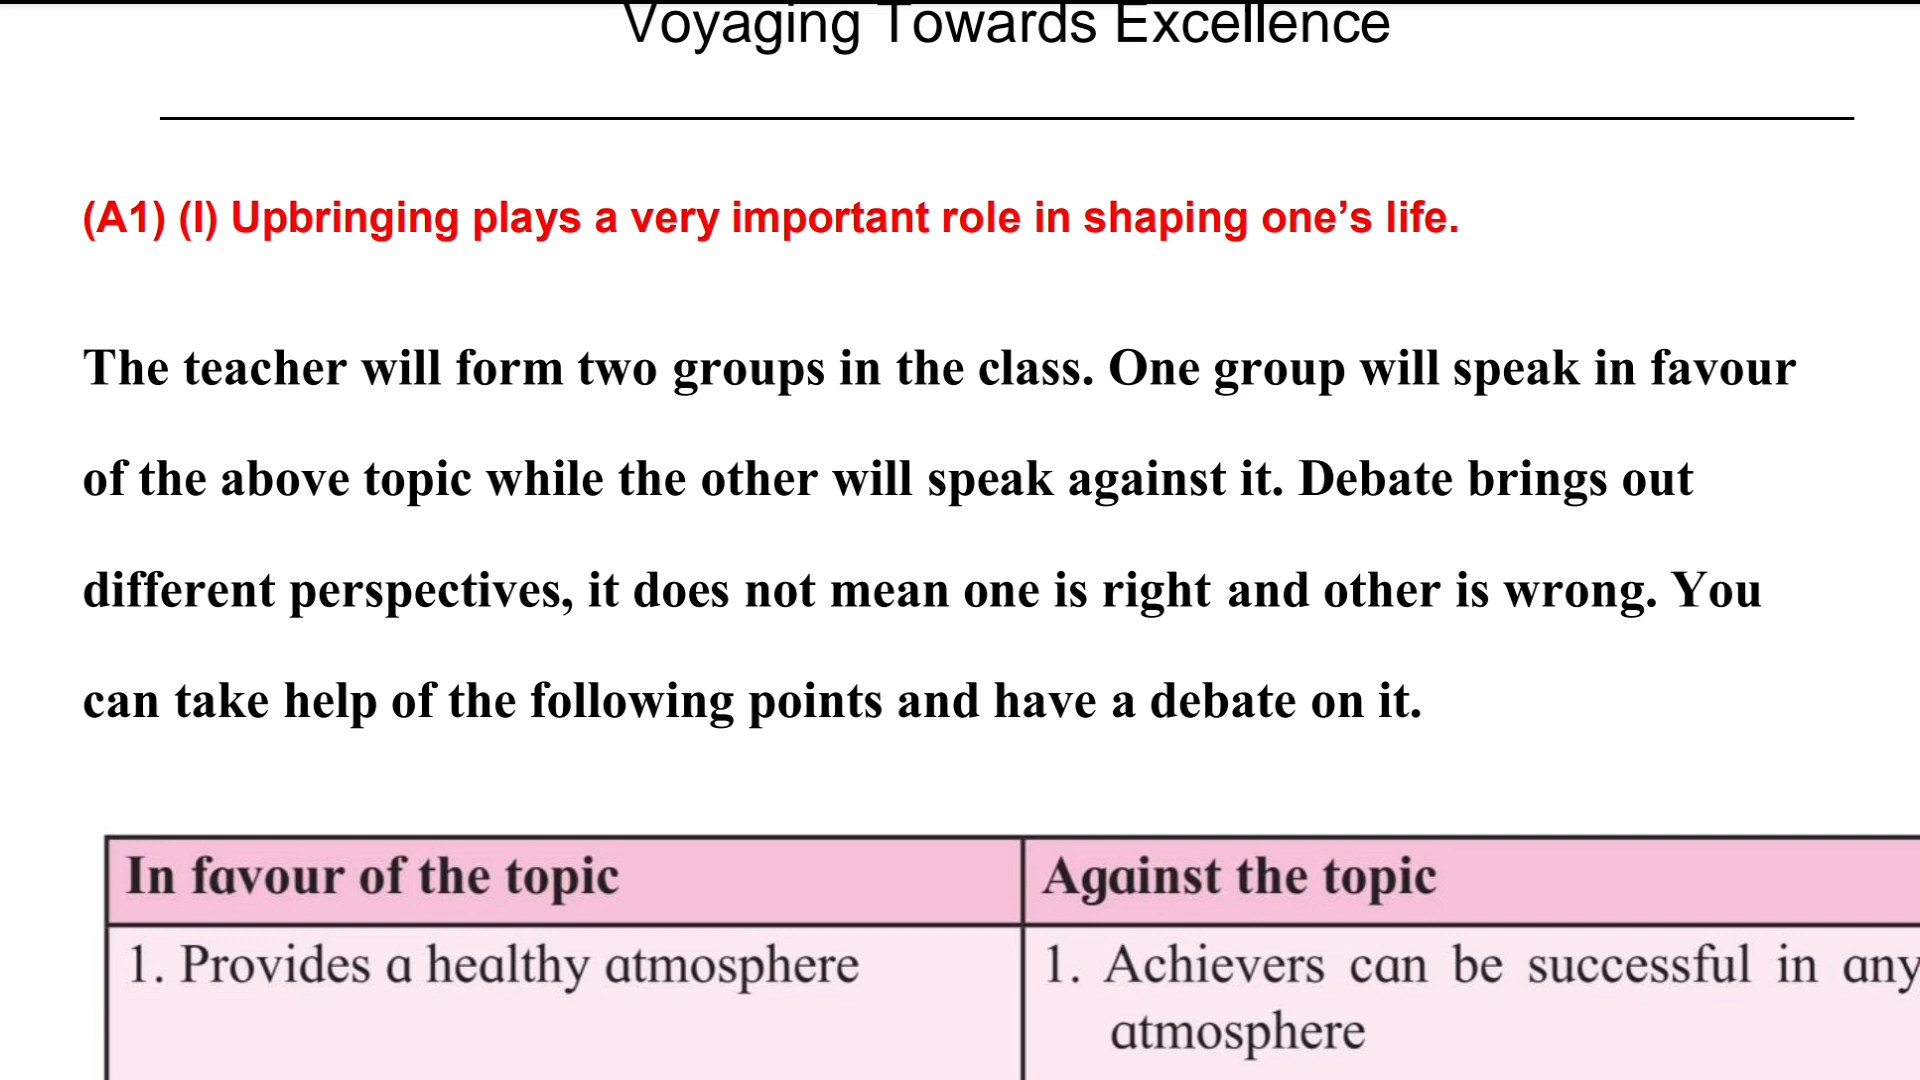 Voyaging Towards Excellence
(A1) (I) Upbringing plays a very important role in shaping one’s life.
The teacher will form two groups in the class. One group will speak in favour
of the above topic while the other will speak against it. Debate brings out
different perspectives, it does not mean one is right and other is wrong. You
can take help of the following points and have a debate on it.
In favour of the topic
Against the topic
1. Provides a healthy atmosphere
1. Achievers can be successful in any
atmosphere